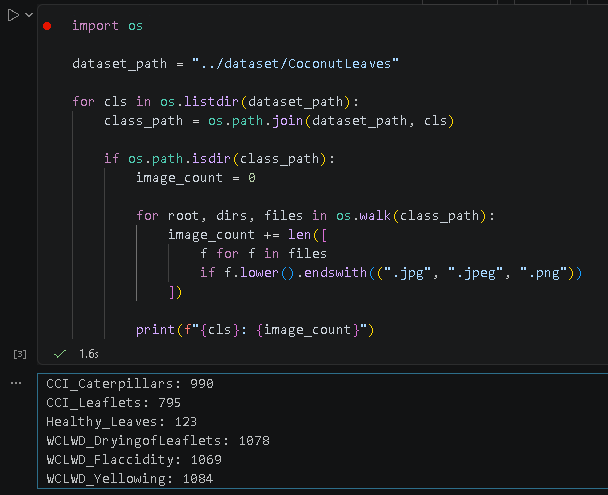 import os
dataset_path = "../dataset/CoconutLeaves"
for cls in os.listdir(dataset_path):
    class_path = os.path.join(dataset_path, cls)
    if os.path.isdir(class_path):
        image_count = 0
        for root, dirs, files in os.walk(class_path):
            image_count += len([
                f for f in files
                if f.lower().endswith((".jpg", ".jpeg", ".png"))
            ])
        print(f"{cls}: {image_count}")
[3]
1.6s
...
CCI_Caterpillars: 990
CCI_Leaflets: 795
Healthy_Leaves: 123
WCLWD_DryingofLeaflets: 1078
WCLWD_Flaccidity: 1069
WCLWD_Yellowing: 1084